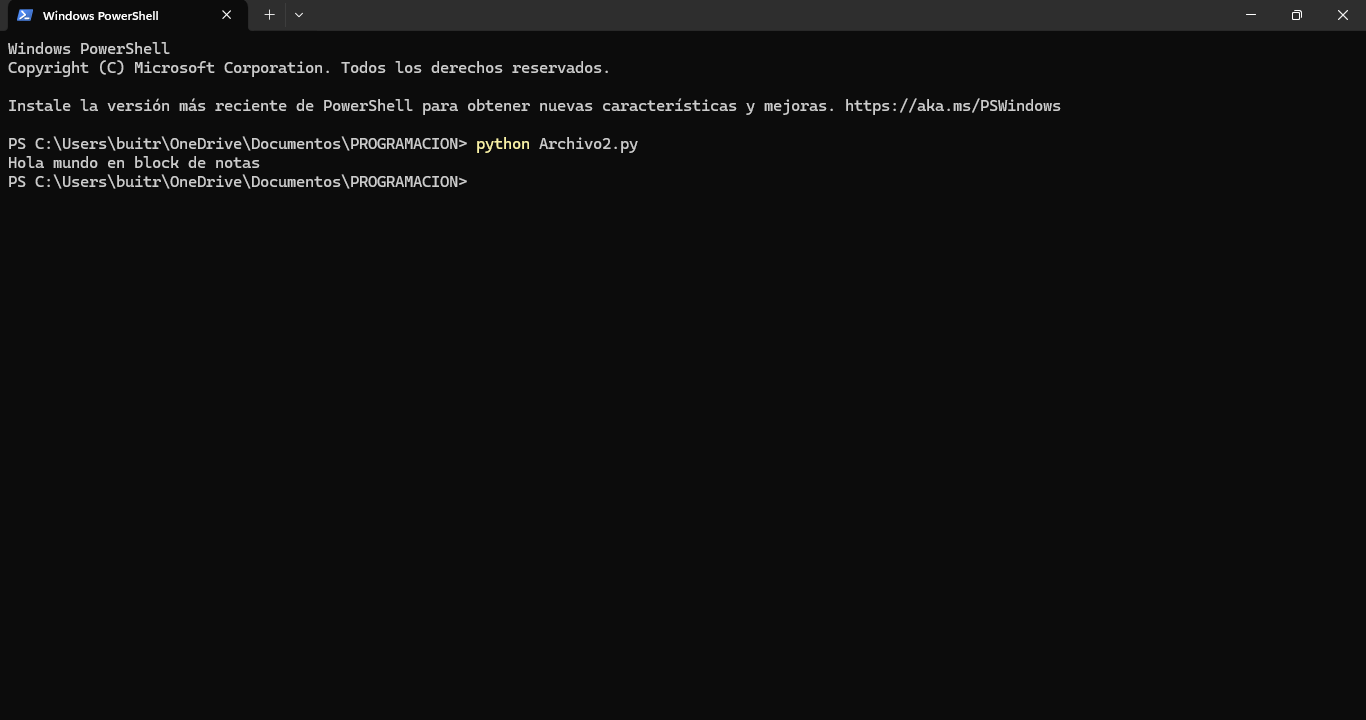 Windows PowerShell
Windows PowerShell
Copyright (C) Microsoft Corporation. Todos los derechos reservados.
Instale la versión más reciente de PowerShell para obtener nuevas características y mejoras. https://aka.ms/PSWindows
PS C:\Users\buitr\OneDrive\Documentos\PROGRAMACION> python Archivo2.py
Hola mundo en block de notas
PS C:\Users\buitr\OneDrive\Documentos\PROGRAMACION>